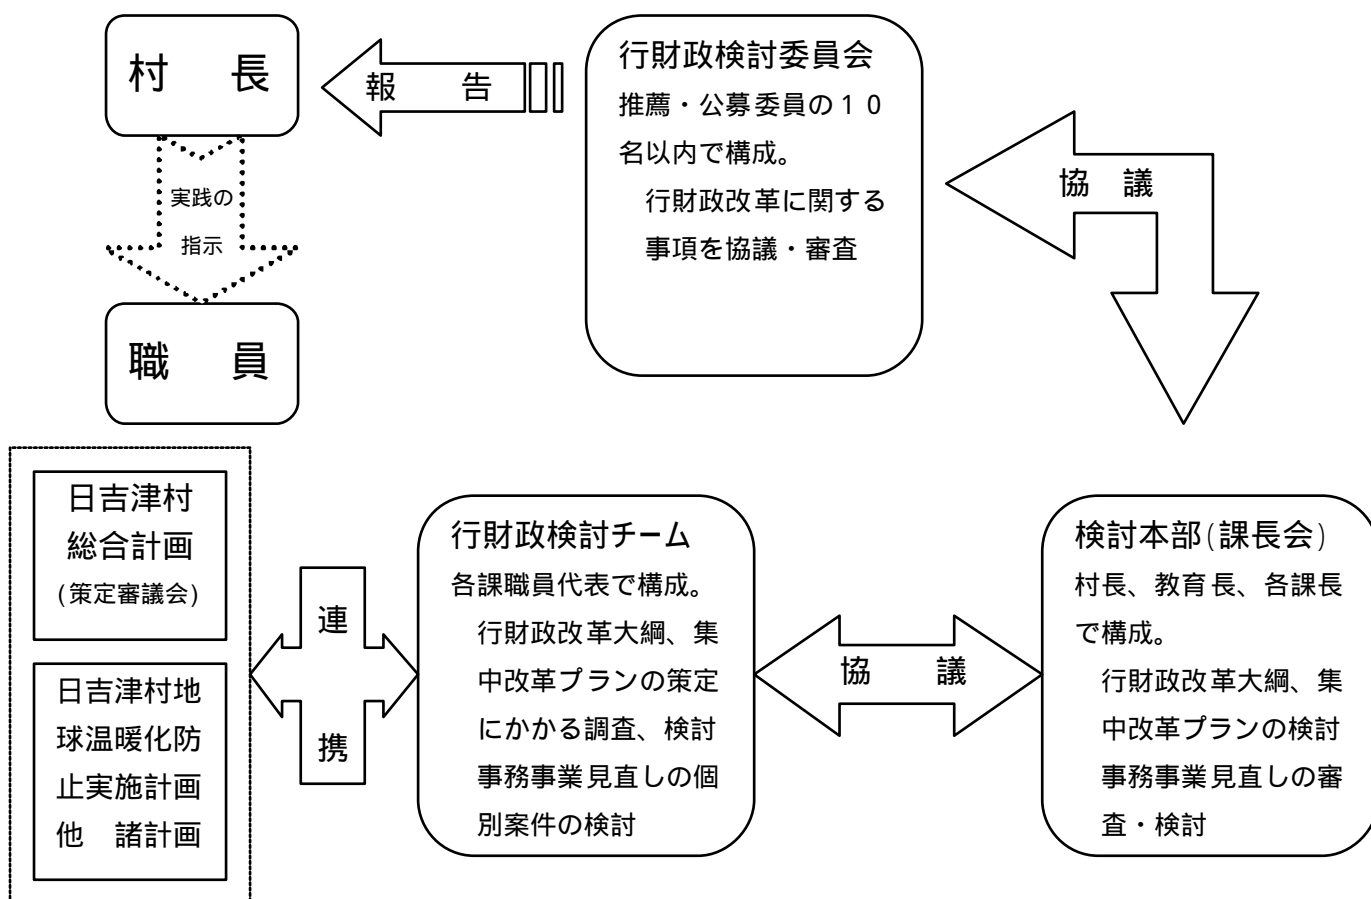 村　長
報　告
実践の
指示
職　員
行財政検討委員会
推薦・公募委員の１０
名以内で構成。
行財政改革に関する
事項を協議・審査
協　議
日吉津村
総合計画
(策定審議会)
日吉津村地
球温暖化防
止実施計画
他　諸計画
連
携
行財政検討チーム
各課職員代表で構成。
行財政改革大綱、集
中改革プランの策定
にかかる調査、検討
事務事業見直しの個
別案件の検討
協　議
検討本部(課長会)
村長、教育長、各課長
で構成。
行財政改革大綱、集
中改革プランの検討
事務事業見直しの審
査・検討